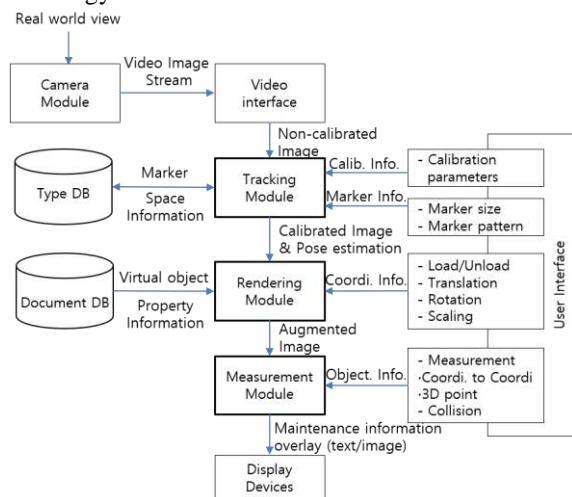 Real world view
Video Image
Stream
Camera
Module
Video
interface
Non-calibrated
Image
Calib. Info.
- Calibration
parameters
Type DB
Marker
Space
Information
Tracking
Module
Marker Info.
- Marker size
- Marker pattern
Calibrated Image
& Pose estimation
User Interface
Document DB
Virtual object
Property
Information
Rendering
Module
Coordi. Info.
- Load/Unload
- Translation
- Rotation
- Scaling
Augmented
Image
Measurement
Module
Object. Info.
- Measurement
·Coordi. to Coordi
·3D point
- Collision
Maintenance information
overlay (text/image)
Display
Devices